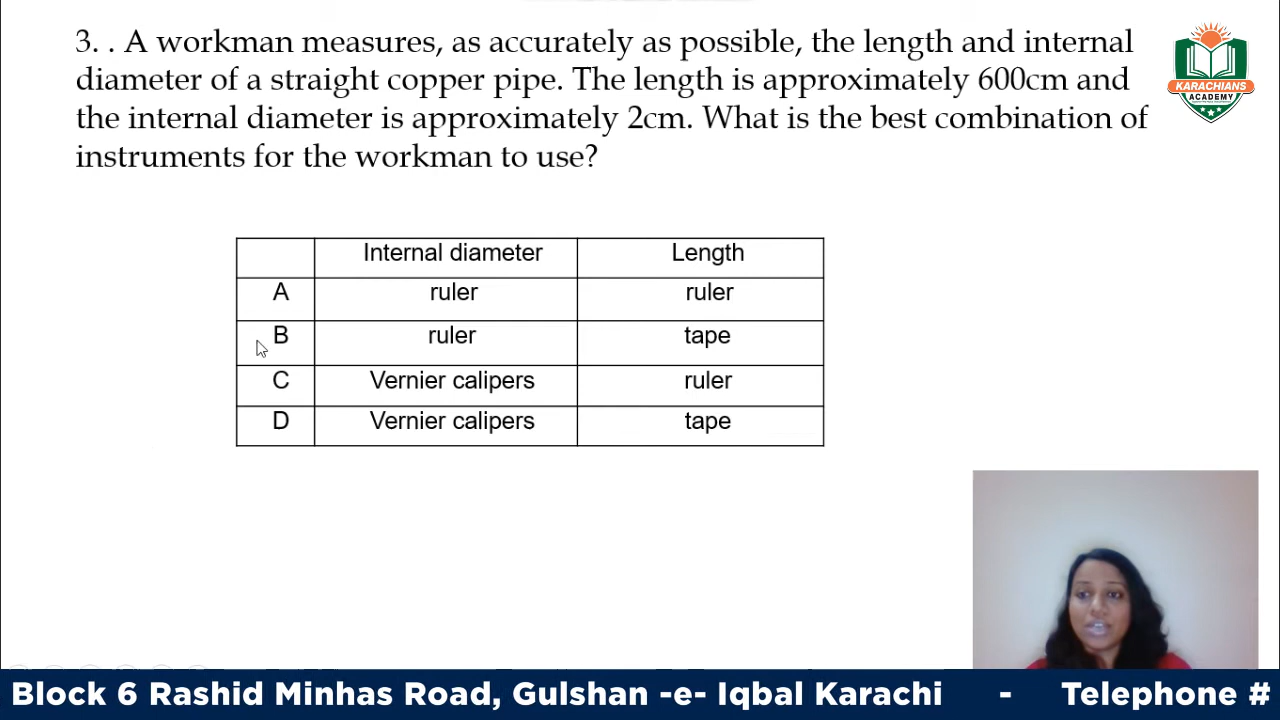 3. . A workman measures, as accurately as possible, the length and internal
diameter of a straight copper pipe. The length is approximately 600cm and
the internal diameter is approximately 2cm. What is the best combination of
instruments for the workman to use?
KARACHIANS
ACADEMY
Internal diameter Length
A ruler ruler
B ruler tape
C Vernier calipers ruler
D Vernier calipers tape
Block 6 Rashid Minhas Road, Gulshan -e- Iqbal Karachi - Telephone #